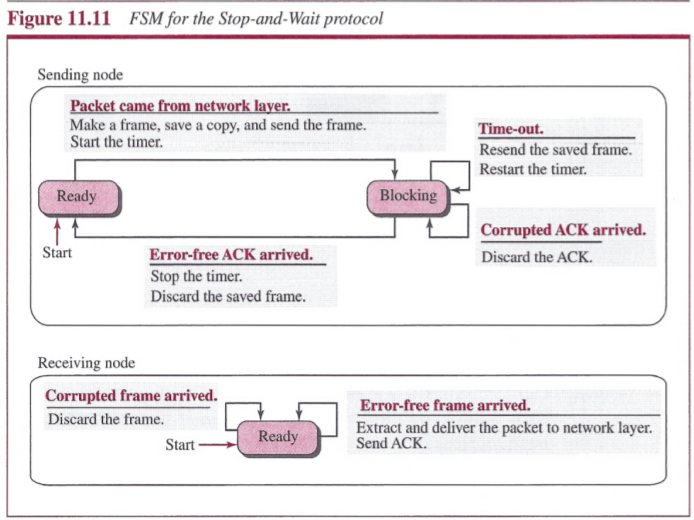 Figure 11.11 FSM for the Stop-and-Wait protocol
Sending node
Packet came from network layer.
Make a frame, save a copy, and send the frame.
Start the timer.
Time-out.
Resend the saved frame.
Restart the timer.
Ready
Blocking
Start
Error-free ACK arrived.
Stop the timer.
Discard the saved frame.
Corrupted ACK arrived.
Discard the ACK.
Receiving node
Corrupted frame arrived.
Discard the frame.
Start
Ready
Error-free frame arrived.
Extract and deliver the packet to network layer.
Send ACK.